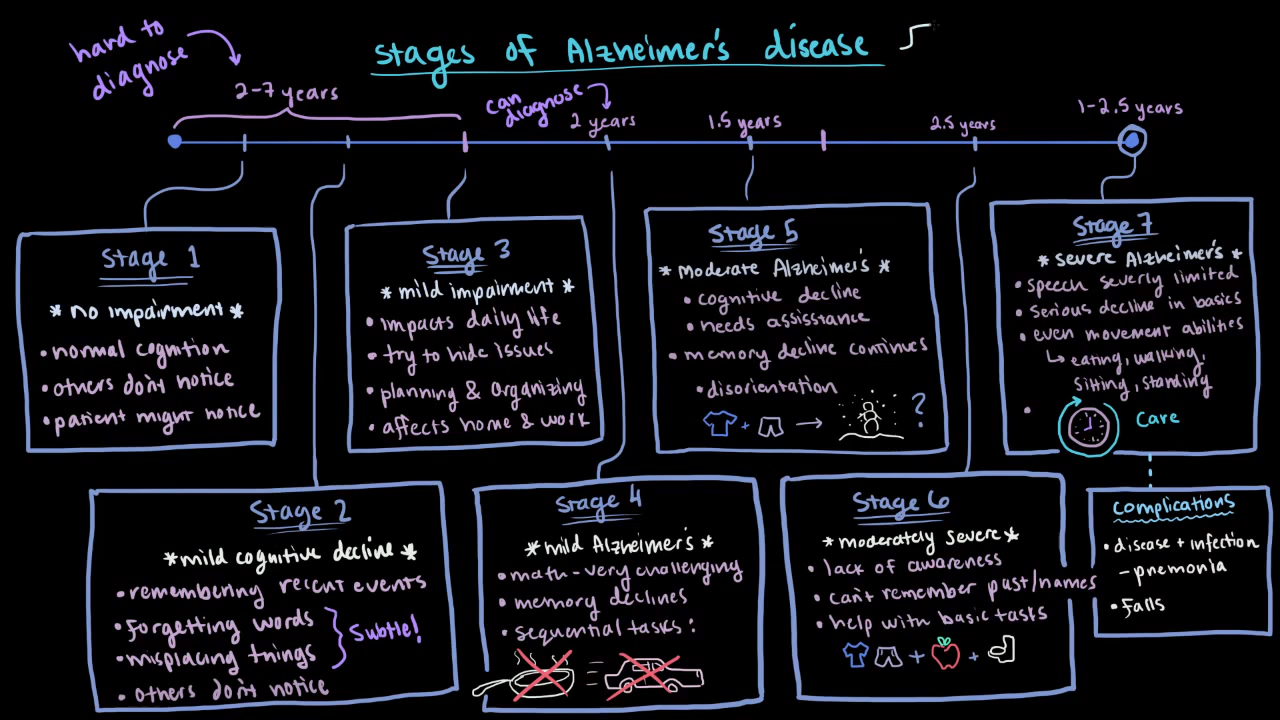 hard to
diagnose
stages of Alzheimer's disease
2-7 years
can
diagnose
2 years
1.5 years
2.5 years
1-2.5 years
Stage 1
* no impairment *
• normal cognition
• others don't notice
• patient might notice
Stage 2
* mild cognitive decline *
• remembering recent events
• forgetting words
• misplacing things
Subtle!
• others don't notice
Stage 3
* mild impairment *
• impacts daily life
• try to hide issues
• planning & organizing
• affects home & work
Stage 4
* mild Alzheimer's *
• math - very challenging
• memory declines
• sequential tasks:
Stage 5
* moderate Alzheimer's *
• cognitive decline
• needs assisstance
• memory decline continues
• disorientation
+ → ?
Stage 6
* moderately severe *
• lack of awareness
• can't remember past/names
• help with basic tasks
+ +
Stage 7
* severe Alzheimer's *
• speech severly limited
• serious decline in basics
• even movement abilities
↳ eating, walking,
sitting, standing
•
Care
complications
• disease + infection
- pnemonia
• falls